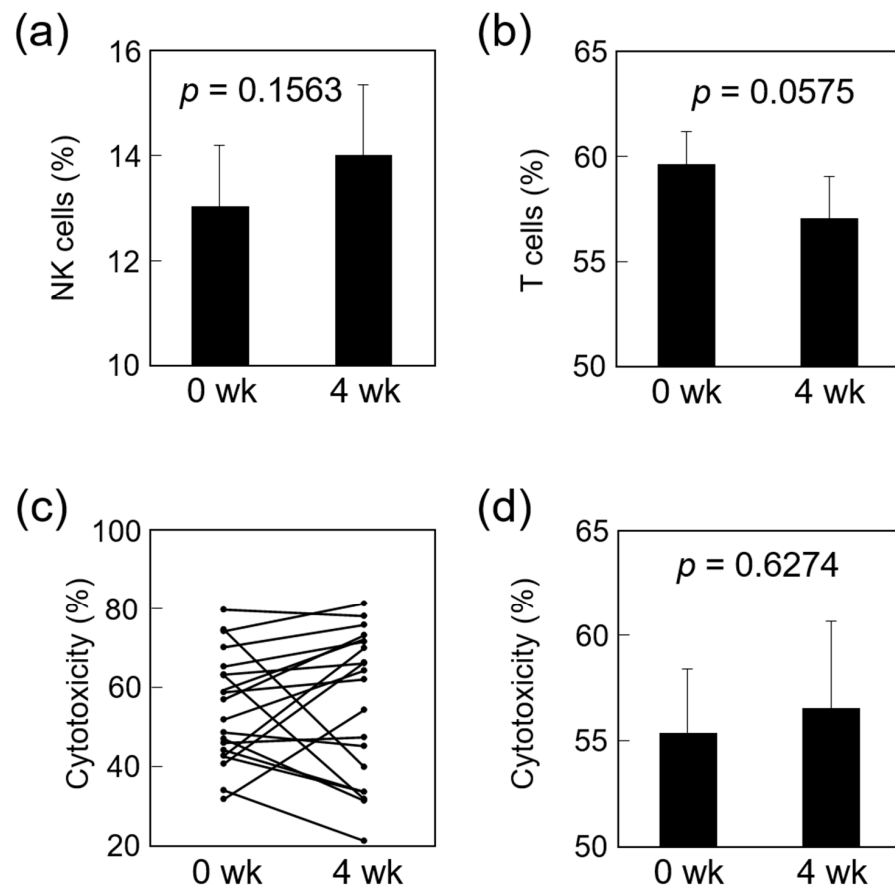 (a)
16
14
12
10
NK cells (%)
p = 0.1563
0 wk
4 wk
(b)
65
60
55
50
T cells (%)
p = 0.0575
0 wk
4 wk
(c)
100
80
60
40
20
Cytotoxicity (%)
0 wk
4 wk
(d)
65
60
55
50
Cytotoxicity (%)
p = 0.6274
0 wk
4 wk